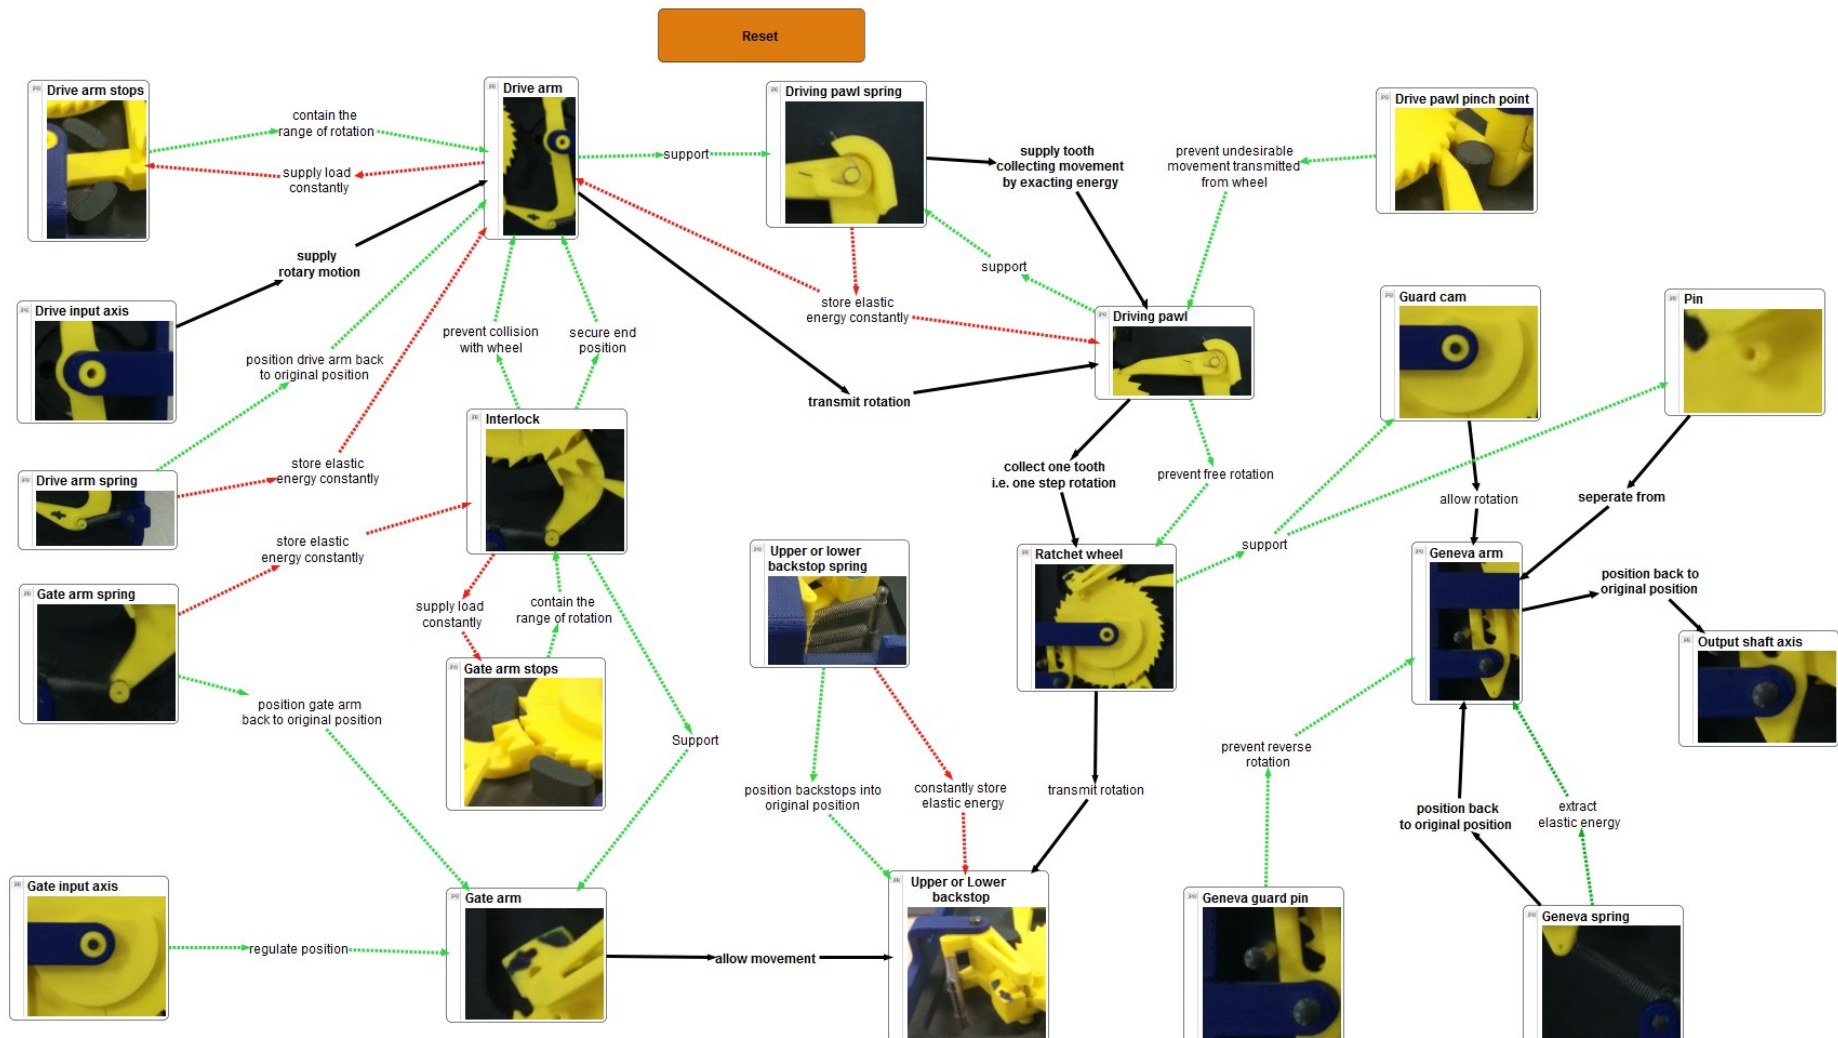 Reset
Drive arm stops
contain the
range of rotation
supply load
constantly
Drive arm
support
Driving pawl spring
supply tooth
collecting movement
by exacting energy
prevent undesirable
movement transmitted
from wheel
Drive pawl pinch point
supply
rotary motion
Drive input axis
position drive arm back
to original position
prevent collision
with wheel
secure end
position
store elastic
energy constantly
support
Driving pawl
transmit rotation
Guard cam
Pin
Interlock
store elastic
energy constantly
Drive arm spring
store elastic
energy constantly
collect one tooth
i.e. one step rotation
prevent free rotation
allow rotation
seperate from
support
Gate arm spring
supply load
constantly
contain the
range of rotation
Upper or lower
backstop spring
Ratchet wheel
Geneva arm
position back to
original position
Output shaft axis
Gate arm stops
position gate arm
back to original position
Support
position backstops into
original position
constantly store
elastic energy
transmit rotation
prevent reverse
rotation
position back
to original position
extract
elastic energy
Gate input axis
regulate position
Gate arm
allow movement
Upper or Lower
backstop
Geneva guard pin
Geneva spring